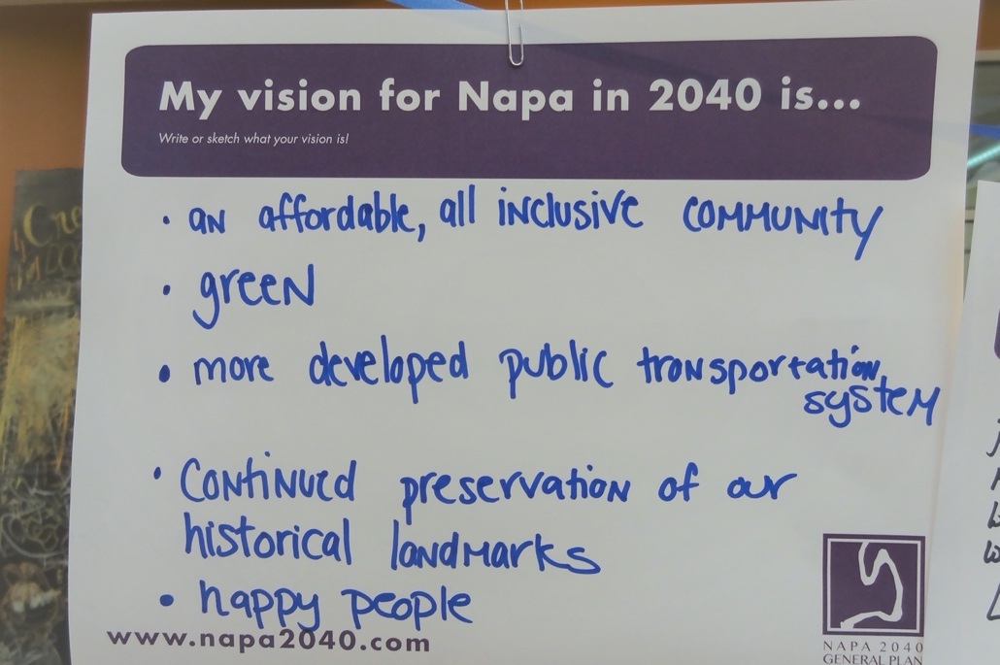 My vision for Napa in 2040 is...
Write or sketch what your vision is!
· an affordable, all inclusive community
· green
· more developed public transportation
system
· Continued preservation of our
historical landmarks
· happy people
www.napa2040.com
NAPA 2040
GENERAL PLAN